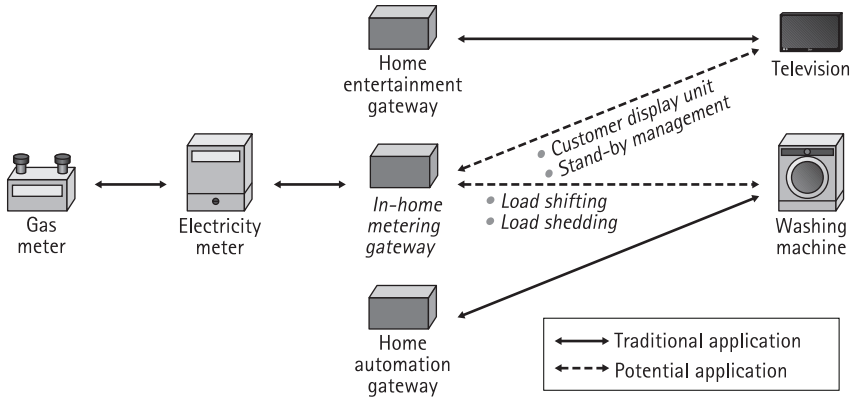 Home
entertainment
gateway
Television
• Customer display unit
• Stand-by management
Gas
meter
Electricity
meter
In-home
metering
gateway
• Load shifting
• Load shedding
Washing
machine
Home
automation
gateway
Traditional application
Potential application